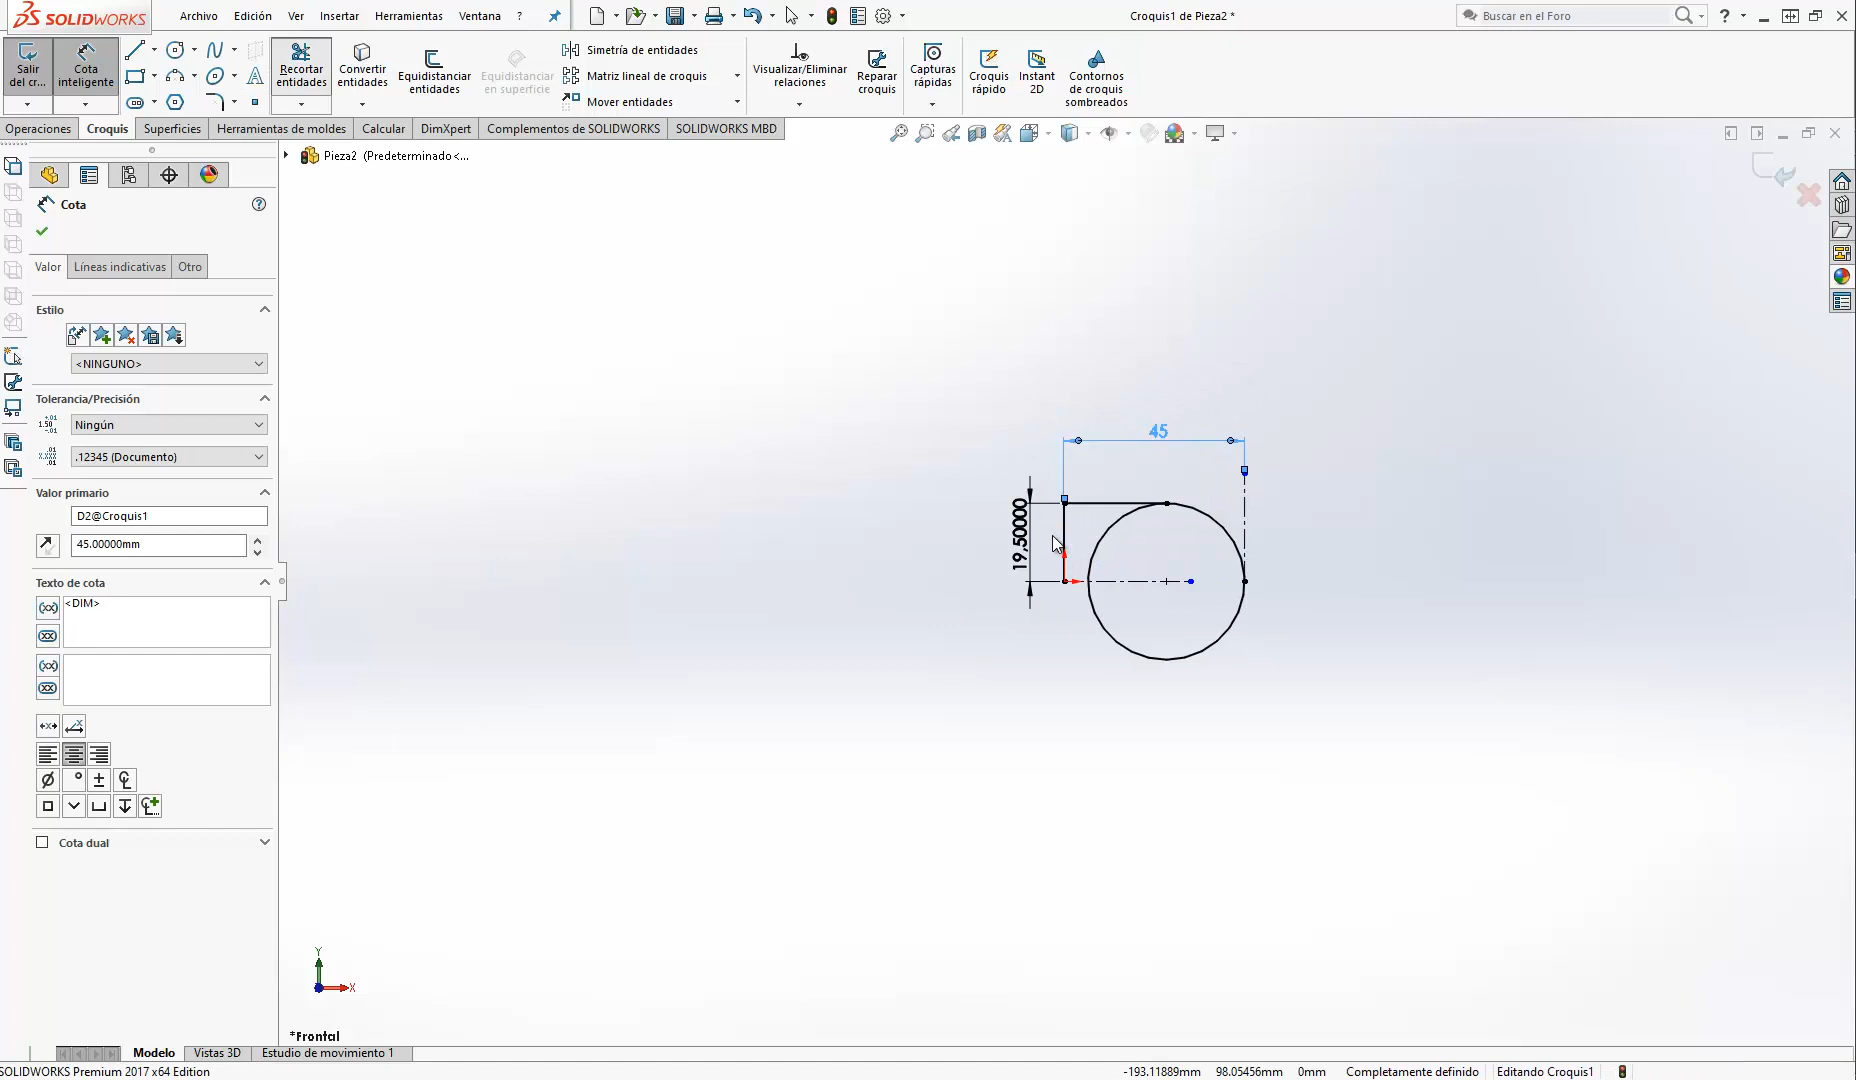 SOLIDWORKS
Archivo Edición Ver Insertar Herramientas Ventana ?
Croquis1 de Pieza2 *
Buscar en el Foro
?
Salir del cr...
Cota inteligente
Recortar entidades
Convertir entidades
Equidistanciar entidades
Equidistanciar en superficie
Simetría de entidades
Matriz lineal de croquis
Mover entidades
Visualizar/Eliminar relaciones
Reparar croquis
Capturas rápidas
Croquis rápido
Instant 2D
Contornos de croquis sombreados
Operaciones Croquis Superficies Herramientas de moldes Calcular DimXpert Complementos de SOLIDWORKS SOLIDWORKS MBD
Pieza2 (Predeterminado<...
Cota
Valor Líneas indicativas Otro
Estilo
<NINGUNO>
Tolerancia/Precisión
Ningún
.12345 (Documento)
Valor primario
D2@Croquis1
45.00000mm
Texto de cota
<DIM>
Cota dual
45
19,50000
Y
X
*Frontal
Modelo Vistas 3D Estudio de movimiento 1
SOLIDWORKS Premium 2017 x64 Edition
-193.11889mm 98.05456mm 0mm Completamente definido Editando Croquis1